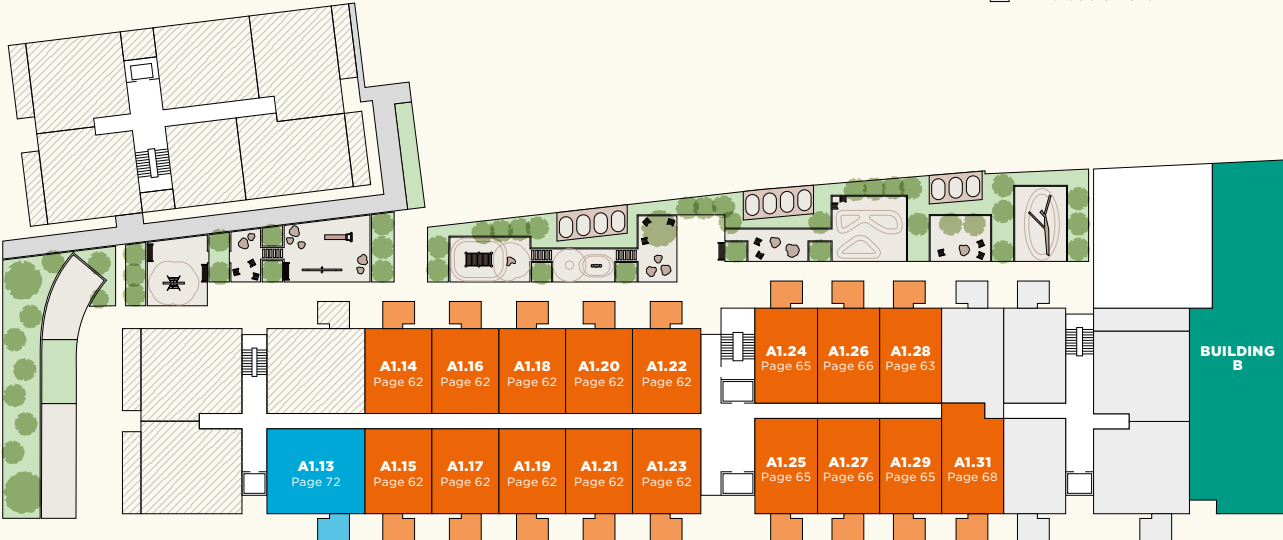 A1.24
Page 65
A1.26
Page 66
A1.28
Page 63
A1.14
Page 62
A1.16
Page 62
A1.18
Page 62
A1.20
Page 62
A1.22
Page 62
BUILDING
B
A1.13
Page 72
A1.15
Page 62
A1.17
Page 62
A1.19
Page 62
A1.21
Page 62
A1.23
Page 62
A1.25
Page 65
A1.27
Page 66
A1.29
Page 65
A1.31
Page 68